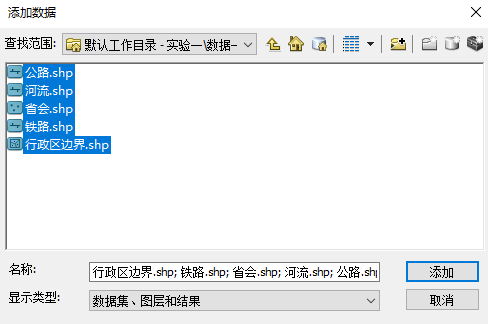 添加数据
查找范围: 默认工作目录 - 实验一\数据一
公路.shp
河流.shp
省会.shp
铁路.shp
行政区边界.shp
名称: 行政区边界.shp; 铁路.shp; 省会.shp; 河流.shp; 公路.shp 添加
显示类型: 数据集、图层和结果 取消